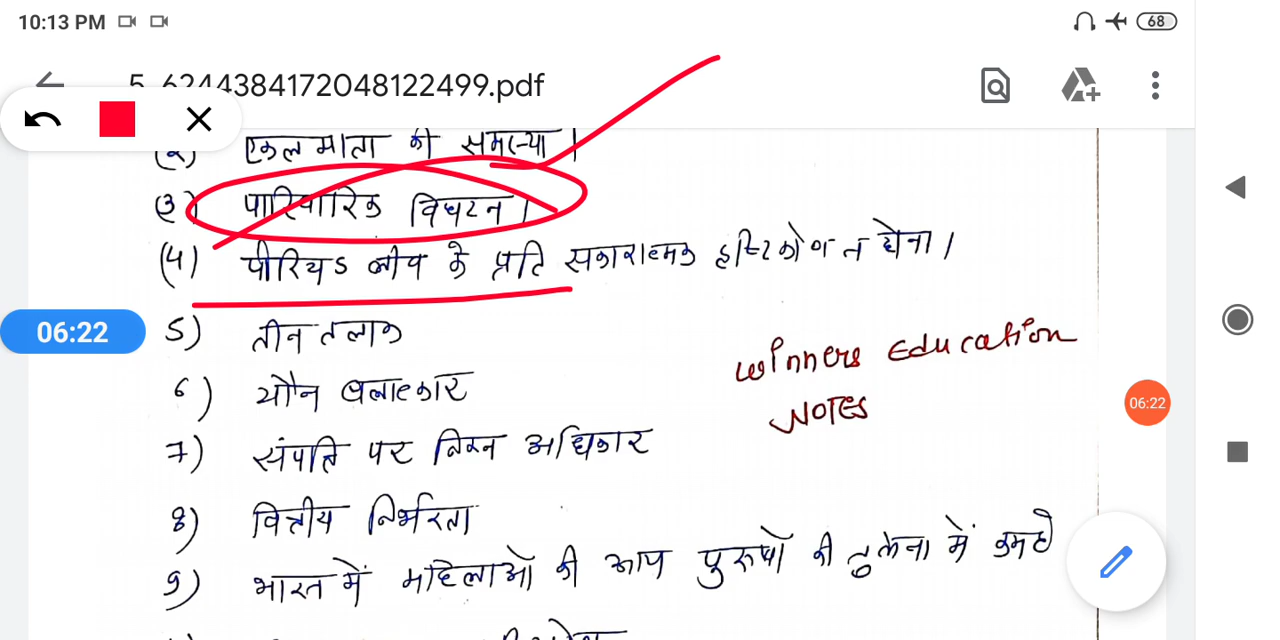 10:13 PM 68
5_6244384172048122499.pdf
(2) एकल माता की समस्या।
(3) पारिवारिक विघटन।
(4) पीरियड लीव के प्रति सकारात्मक दृष्टिकोण न होना।
06:22
5) तीन तलाक
6) यौन बलात्कार
Winners Education
NOTES
06:22
7) संपति पर निम्न अधिकार
8) वित्तीय निर्भरता
9) भारत में महिलाओं की आय पुरूषों की तुलना में कम है